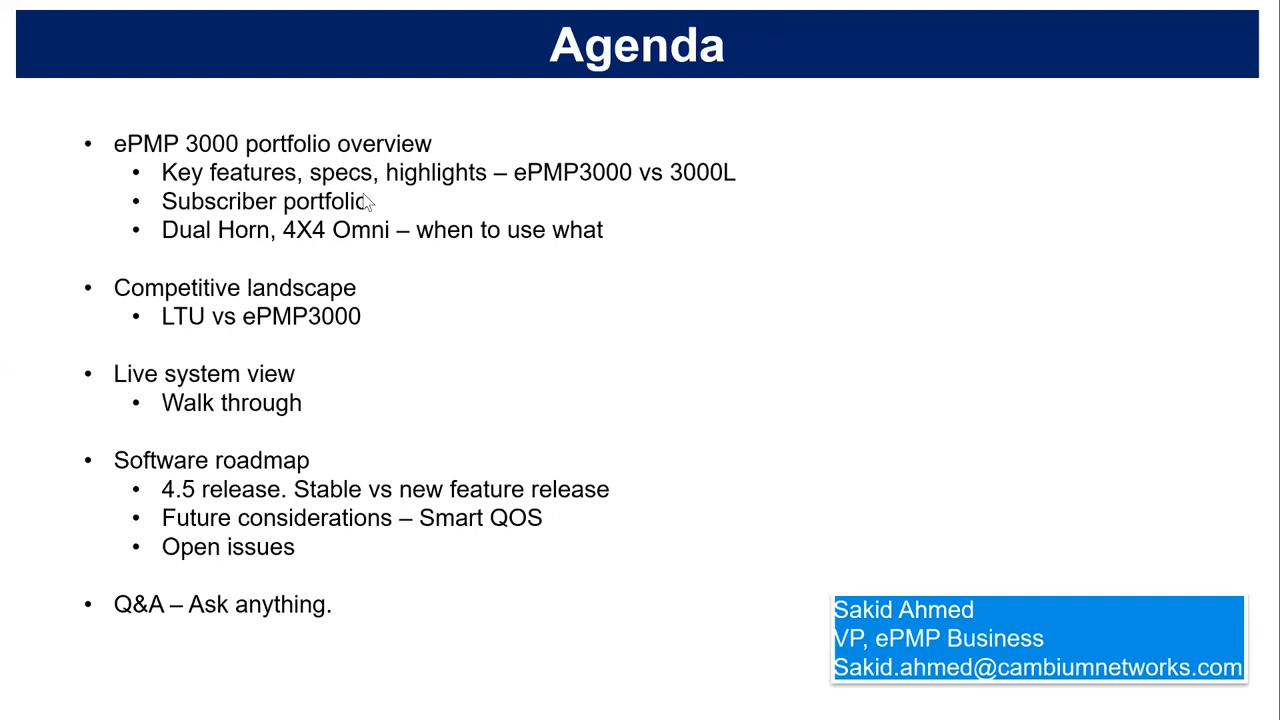 Agenda
• ePMP 3000 portfolio overview
• Key features, specs, highlights – ePMP3000 vs 3000L
• Subscriber portfolio
• Dual Horn, 4X4 Omni – when to use what
• Competitive landscape
• LTU vs ePMP3000
• Live system view
• Walk through
• Software roadmap
• 4.5 release. Stable vs new feature release
• Future considerations – Smart QOS
• Open issues
• Q&A – Ask anything.
Sakid Ahmed
VP, ePMP Business
Sakid.ahmed@cambiumnetworks.com